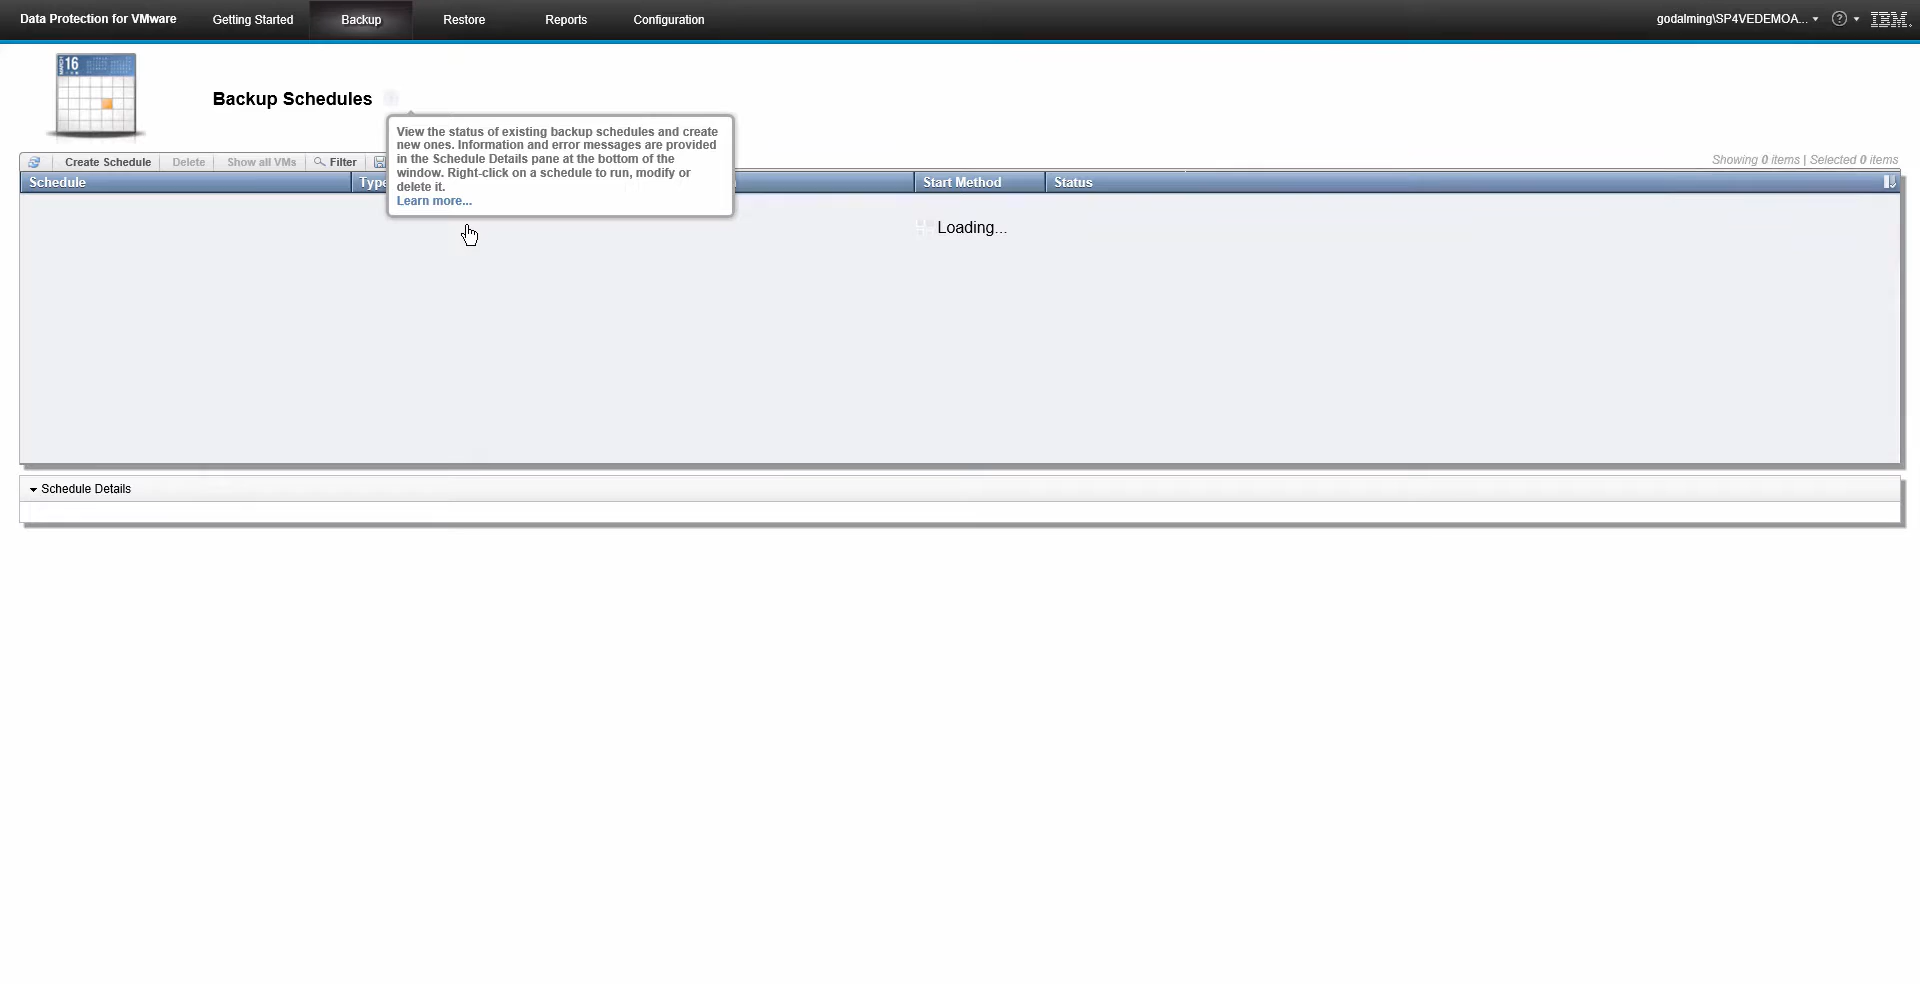 Data Protection for VMware Getting Started Backup Restore Reports Configuration godalming\SP4VEDEMOA... IBM
16
Backup Schedules
View the status of existing backup schedules and create
new ones. Information and error messages are provided
in the Schedule Details pane at the bottom of the
window. Right-click on a schedule to run, modify or
delete it.
Learn more...
Create Schedule Delete Show all VMs Filter Showing 0 items | Selected 0 items
Schedule Type Start Method Status
Loading...
Schedule Details